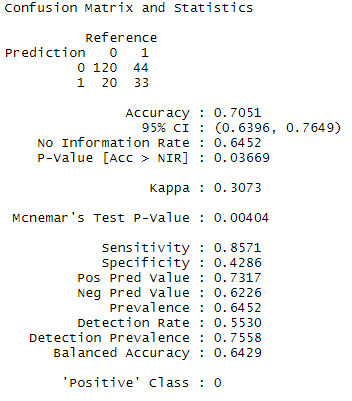 Confusion Matrix and Statistics
Reference
Prediction 0 1
0 120 44
1 20 33
Accuracy : 0.7051
95% CI : (0.6396, 0.7649)
No Information Rate : 0.6452
P-Value [Acc > NIR] : 0.03669
Kappa : 0.3073
Mcnemar's Test P-Value : 0.00404
Sensitivity : 0.8571
Specificity : 0.4286
Pos Pred Value : 0.7317
Neg Pred Value : 0.6226
Prevalence : 0.6452
Detection Rate : 0.5530
Detection Prevalence : 0.7558
Balanced Accuracy : 0.6429
'Positive' Class : 0